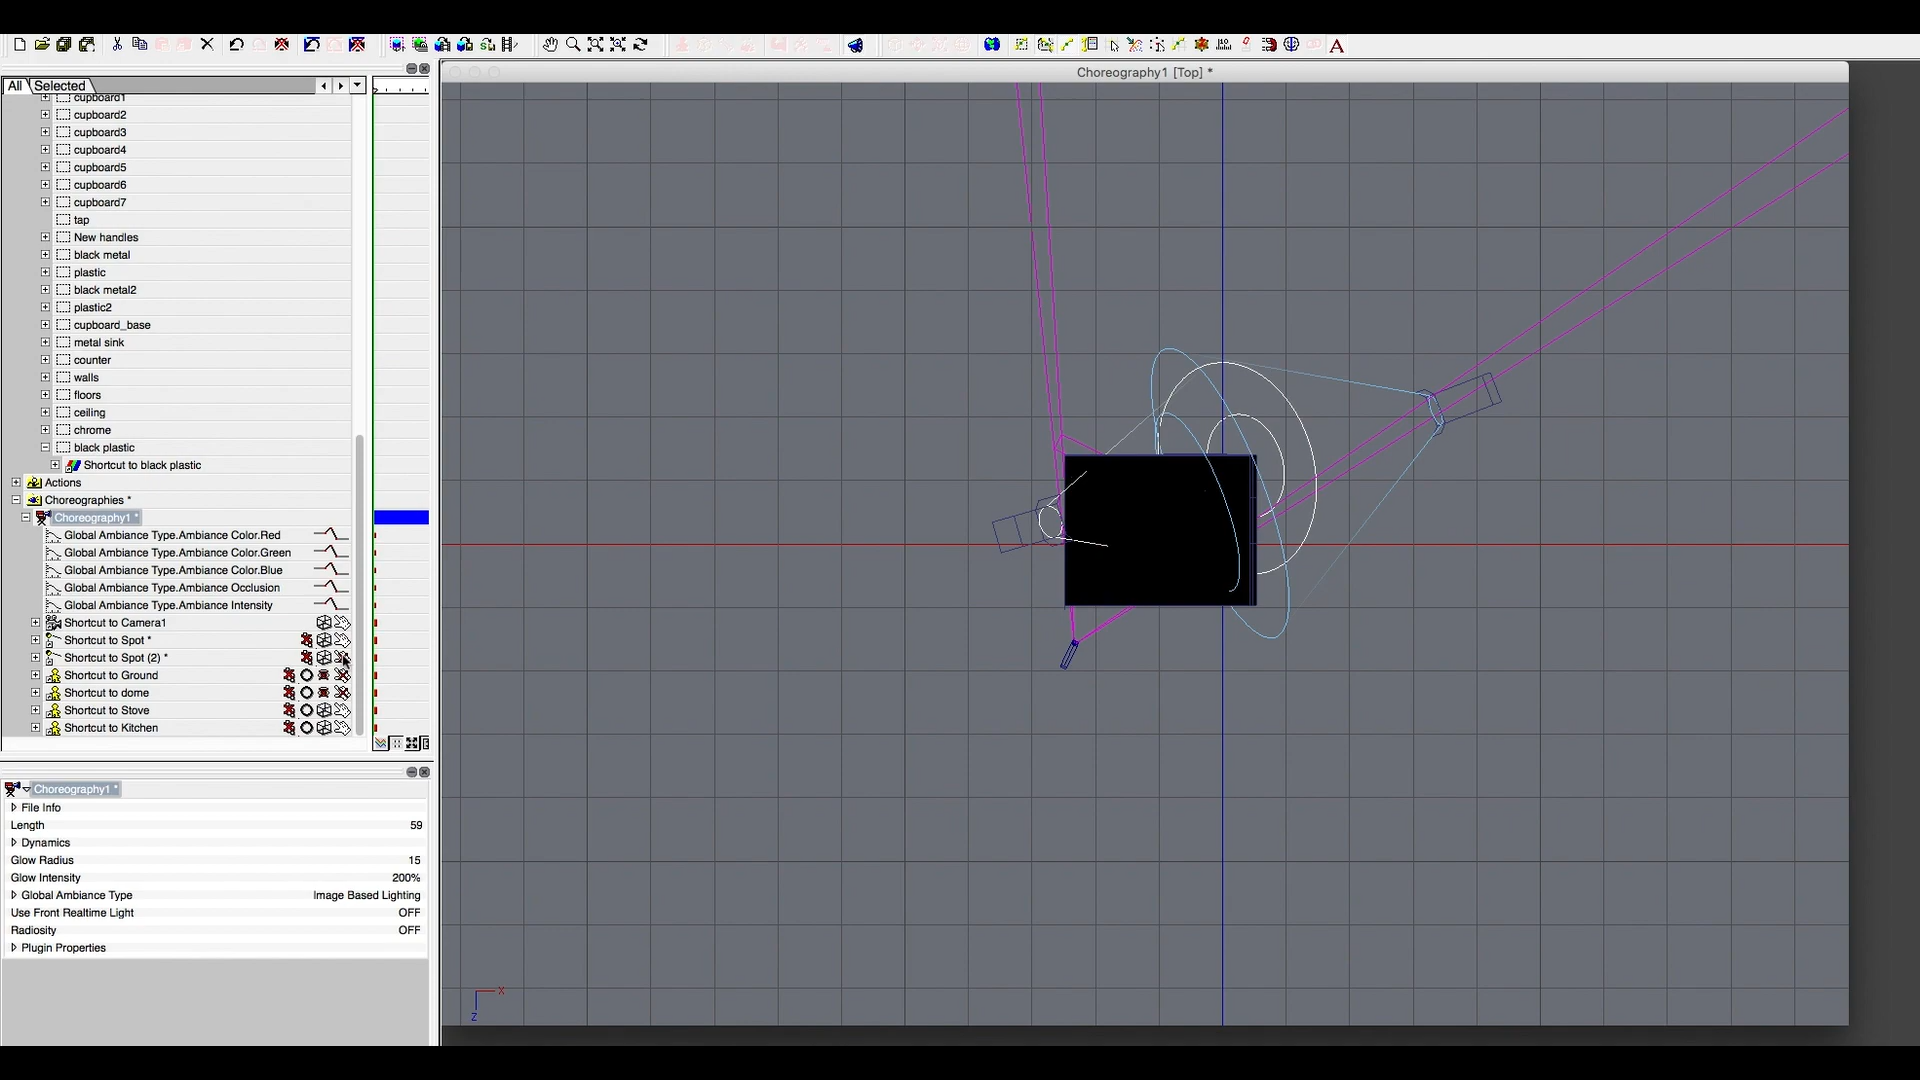 Choreography1 [Top] *
All
Selected
cupboard1
cupboard2
cupboard3
cupboard4
cupboard5
cupboard6
cupboard7
tap
New handles
black metal
plastic
black metal2
plastic2
cupboard_base
metal sink
counter
walls
floors
ceiling
chrome
black plastic
Shortcut to black plastic
Actions
Choreographies *
Choreography1 *
Global Ambiance Type.Ambiance Color.Red
Global Ambiance Type.Ambiance Color.Green
Global Ambiance Type.Ambiance Color.Blue
Global Ambiance Type.Ambiance Occlusion
Global Ambiance Type.Ambiance Intensity
Shortcut to Camera1
Shortcut to Spot *
Shortcut to Spot (2) *
Shortcut to Ground
Shortcut to dome
Shortcut to Stove
Shortcut to Kitchen
Choreography1 *
File Info
Length 59
Dynamics
Glow Radius 15
Glow Intensity 200%
Global Ambiance Type Image Based Lighting
Use Front Realtime Light OFF
Radiosity OFF
Plugin Properties
X
Z